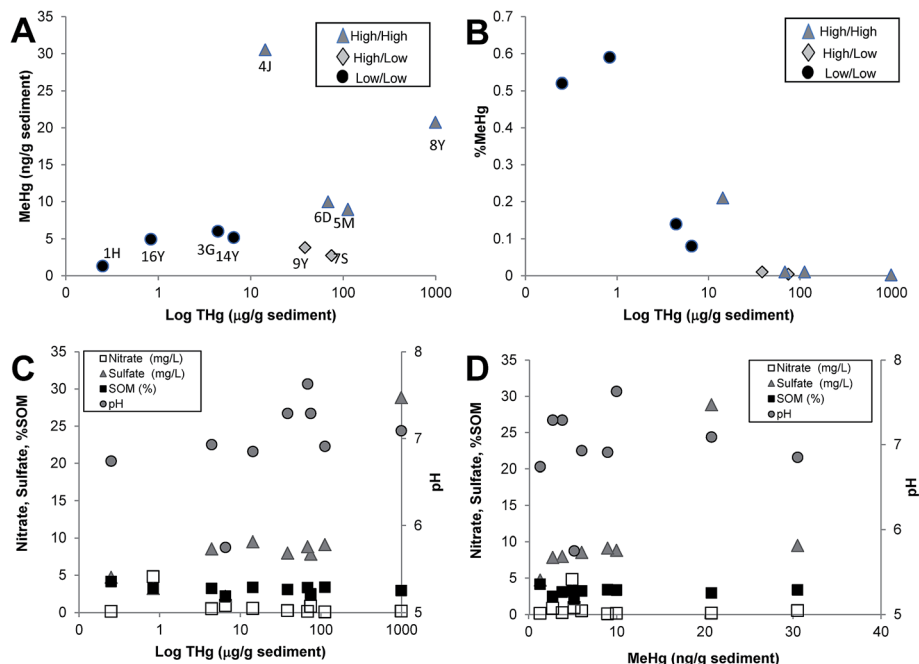 A
MeHg (ng/g sediment)
35
30
25
20
15
10
5
0
High/High
High/Low
Low/Low
4J
8Y
6D
5M
1H
16Y
3G
14Y
9Y
7S
0
1
10
100
1000
Log THg (µg/g sediment)
B
%MeHg
0.7
0.6
0.5
0.4
0.3
0.2
0.1
0
High/High
High/Low
Low/Low
0
1
10
100
1000
Log THg (µg/g sediment)
C
Nitrate, Sulfate, %SOM
35
30
25
20
15
10
5
0
Nitrate (mg/L)
Sulfate (mg/L)
SOM (%)
pH
8
7
6
5
pH
0
1
10
100
1000
Log THg (µg/g sediment)
D
Nitrate, Sulfate, %SOM
35
30
25
20
15
10
5
0
Nitrate (mg/L)
Sulfate (mg/L)
SOM (%)
pH
8
7
6
5
pH
0
10
20
30
40
MeHg (ng/g sediment)